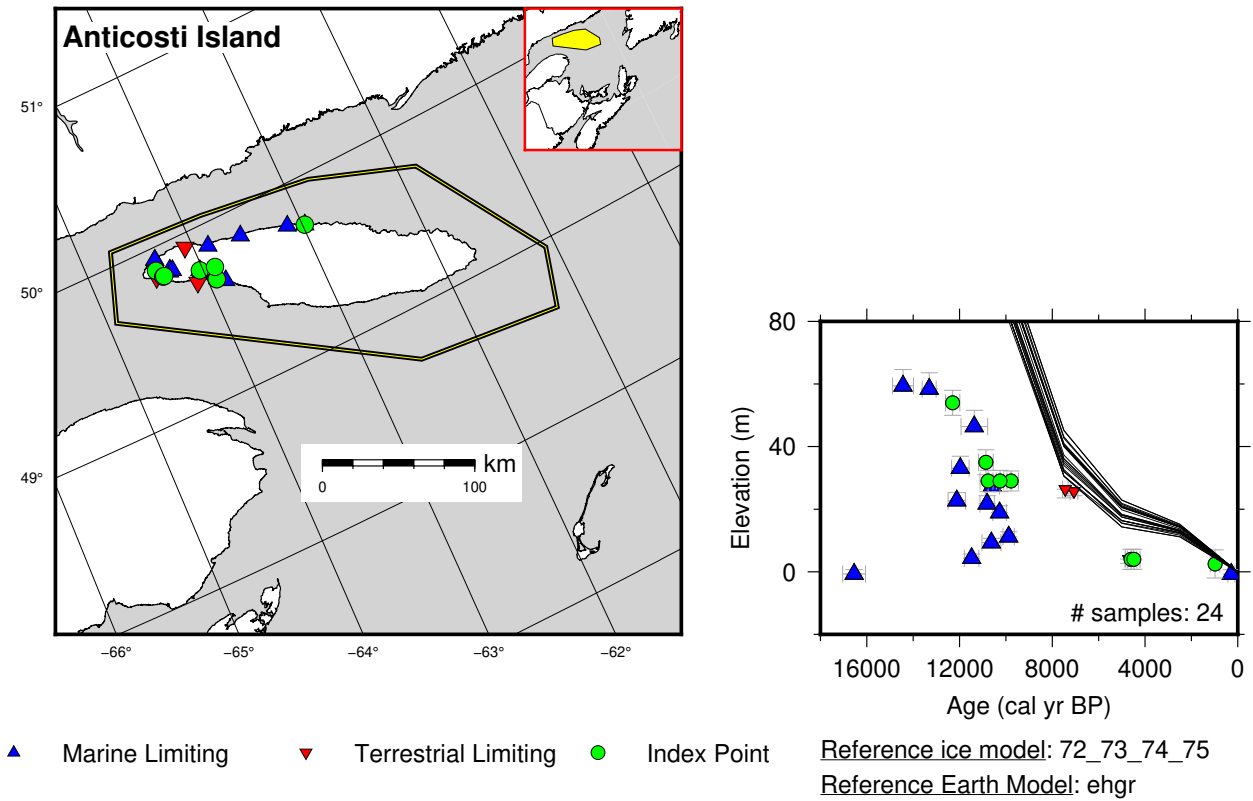 Anticosti Island
51°
50°
49°
−66°
−65°
−64°
−63°
−62°
km
0
100
80
40
0
Elevation (m)
# samples: 24
16000
12000
8000
4000
0
Age (cal yr BP)
Marine Limiting
Terrestrial Limiting
Index Point
Reference ice model: 72_73_74_75
Reference Earth Model: ehgr